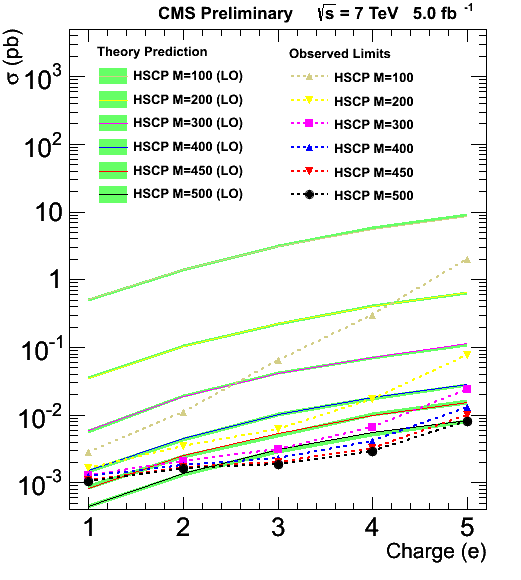 CMS Preliminary √s = 7 TeV 5.0 fb⁻¹
σ (pb)
Theory Prediction
HSCP M=100 (LO)
HSCP M=200 (LO)
HSCP M=300 (LO)
HSCP M=400 (LO)
HSCP M=450 (LO)
HSCP M=500 (LO)
Observed Limits
HSCP M=100
HSCP M=200
HSCP M=300
HSCP M=400
HSCP M=450
HSCP M=500
10³
10²
10
1
10⁻¹
10⁻²
10⁻³
1 2 3 4 5
Charge (e)